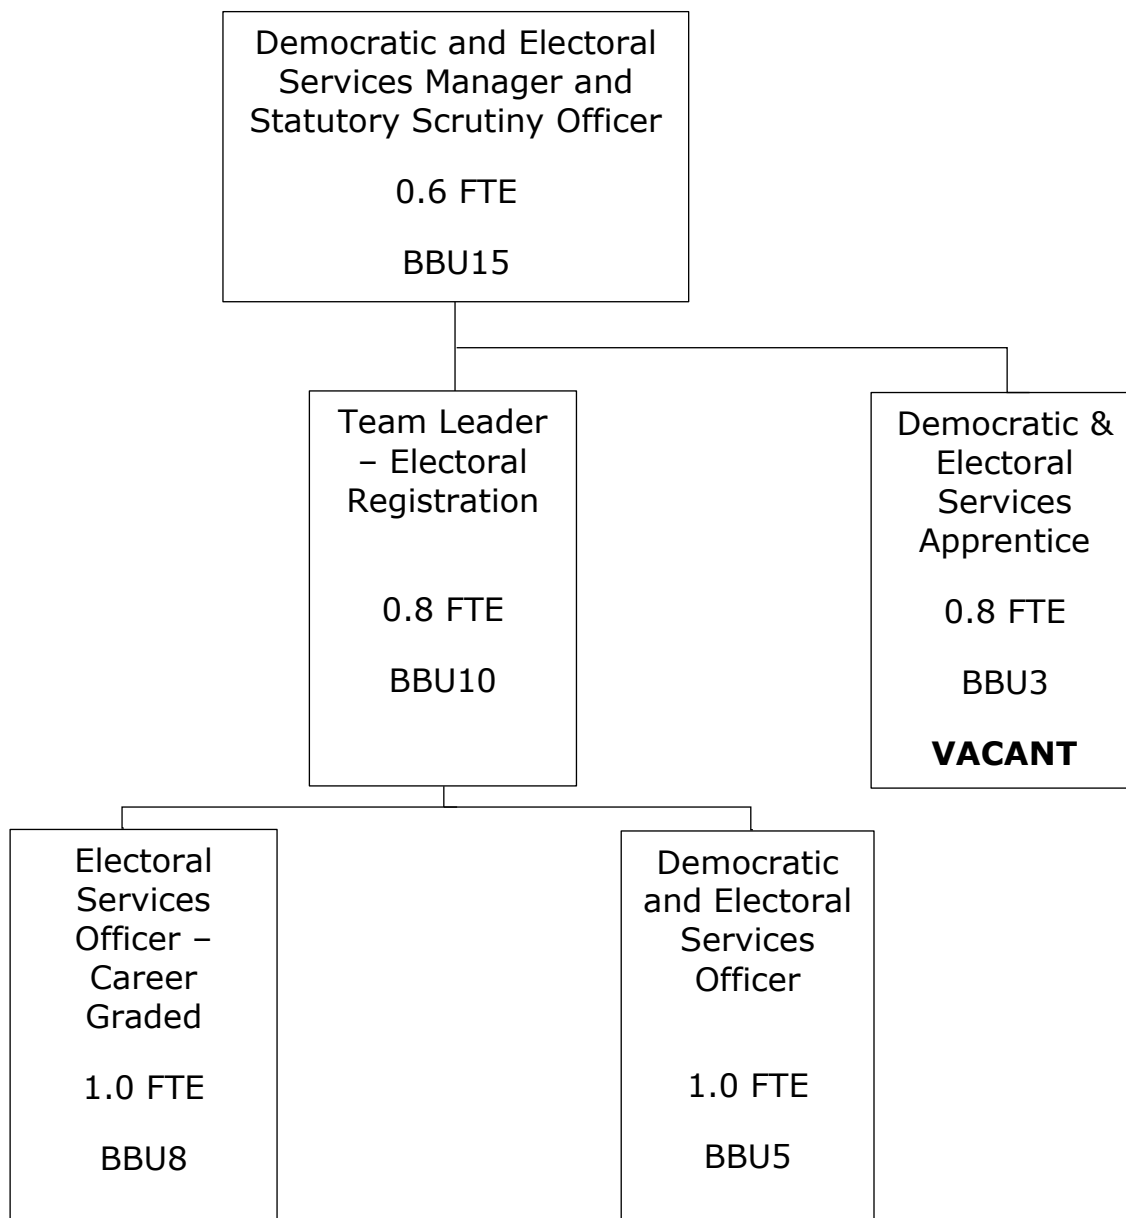 Democratic and Electoral
Services Manager and
Statutory Scrutiny Officer
0.6 FTE
BBU15
Team Leader
– Electoral
Registration
0.8 FTE
BBU10
Democratic &
Electoral
Services
Apprentice
0.8 FTE
BBU3
VACANT
Electoral
Services
Officer –
Career
Graded
1.0 FTE
BBU8
Democratic
and Electoral
Services
Officer
1.0 FTE
BBU5